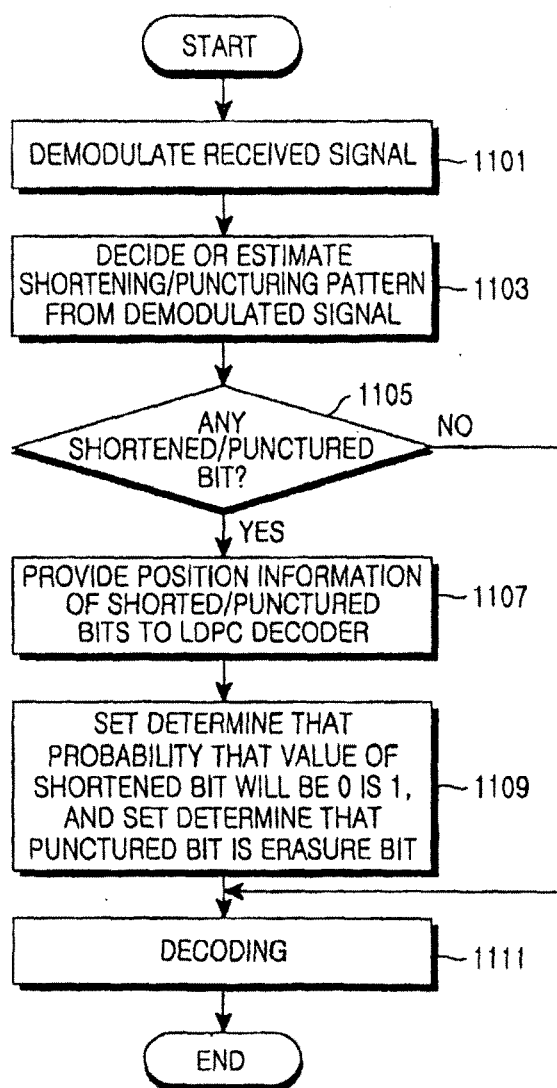 START
DEMODULATE RECEIVED SIGNAL
1101
DECIDE OR ESTIMATE
SHORTENING/PUNCTURING PATTERN
FROM DEMODULATED SIGNAL
1103
1105
ANY
SHORTENED/PUNCTURED
BIT?
NO
YES
PROVIDE POSITION INFORMATION
OF SHORTED/PUNCTURED
BITS TO LDPC DECODER
1107
SET DETERMINE THAT
PROBABILITY THAT VALUE OF
SHORTENED BIT WILL BE 0 IS 1,
AND SET DETERMINE THAT
PUNCTURED BIT IS ERASURE BIT
1109
DECODING
1111
END